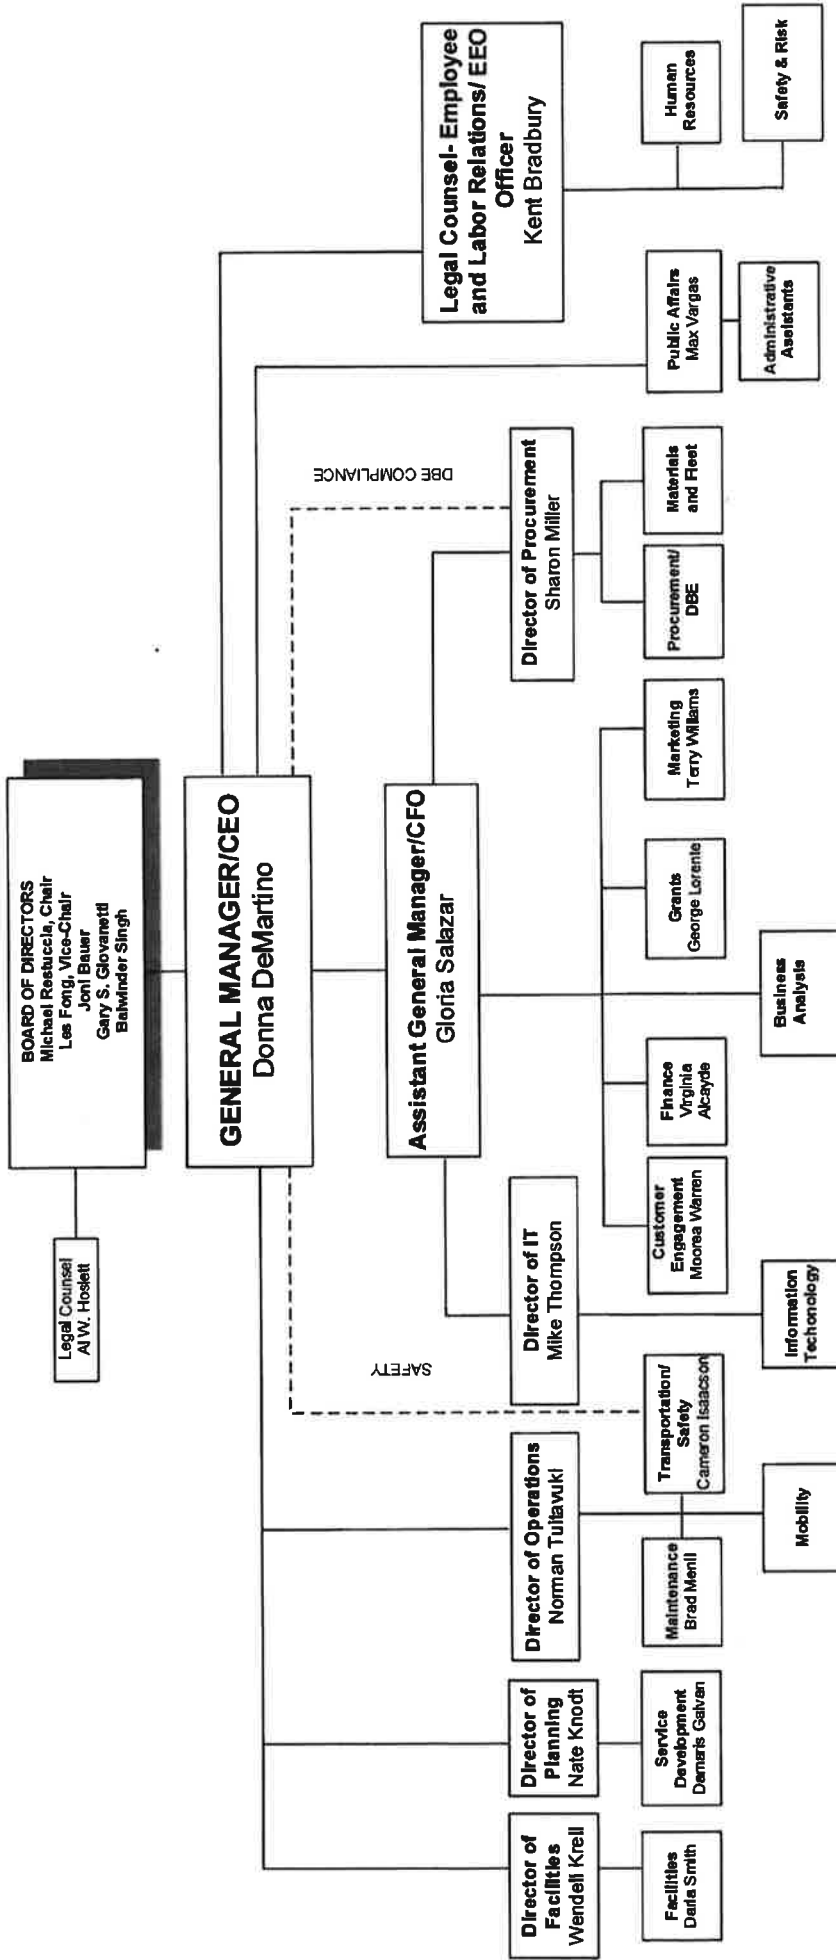 BOARD OF DIRECTORS
Michael Restuccia, Chair
Les Fong, Vice-Chair
Joni Bauer
Gary S. Giovanetti
Balwinder Singh
Legal Counsel
Al W. Hoslett
GENERAL MANAGER/CEO
Donna DeMartino
SAFETY
DBE COMPLIANCE
Assistant General Manager/CFO
Gloria Salazar
Legal Counsel- Employee
and Labor Relations/ EEO
Officer
Kent Bradbury
Director of
Facilities
Wendell Krell
Director of
Planning
Nate Knodt
Director of Operations
Norman Tuitavuki
Director of IT
Mike Thompson
Director of Procurement
Sharon Miller
Facilities
Darla Smith
Service
Development
Damaris Galvan
Maintenance
Brad Menil
Transportation/
Safety
Cameron Isaacson
Customer
Engagement
Moorea Warren
Finance
Virginia
Alcayde
Grants
George Lorente
Marketing
Terry Williams
Procurement/
DBE
Materials
and Fleet
Public Affairs
Max Vargas
Human
Resources
Mobility
Information
Techonology
Business
Analysis
Administrative
Assistants
Safety & Risk